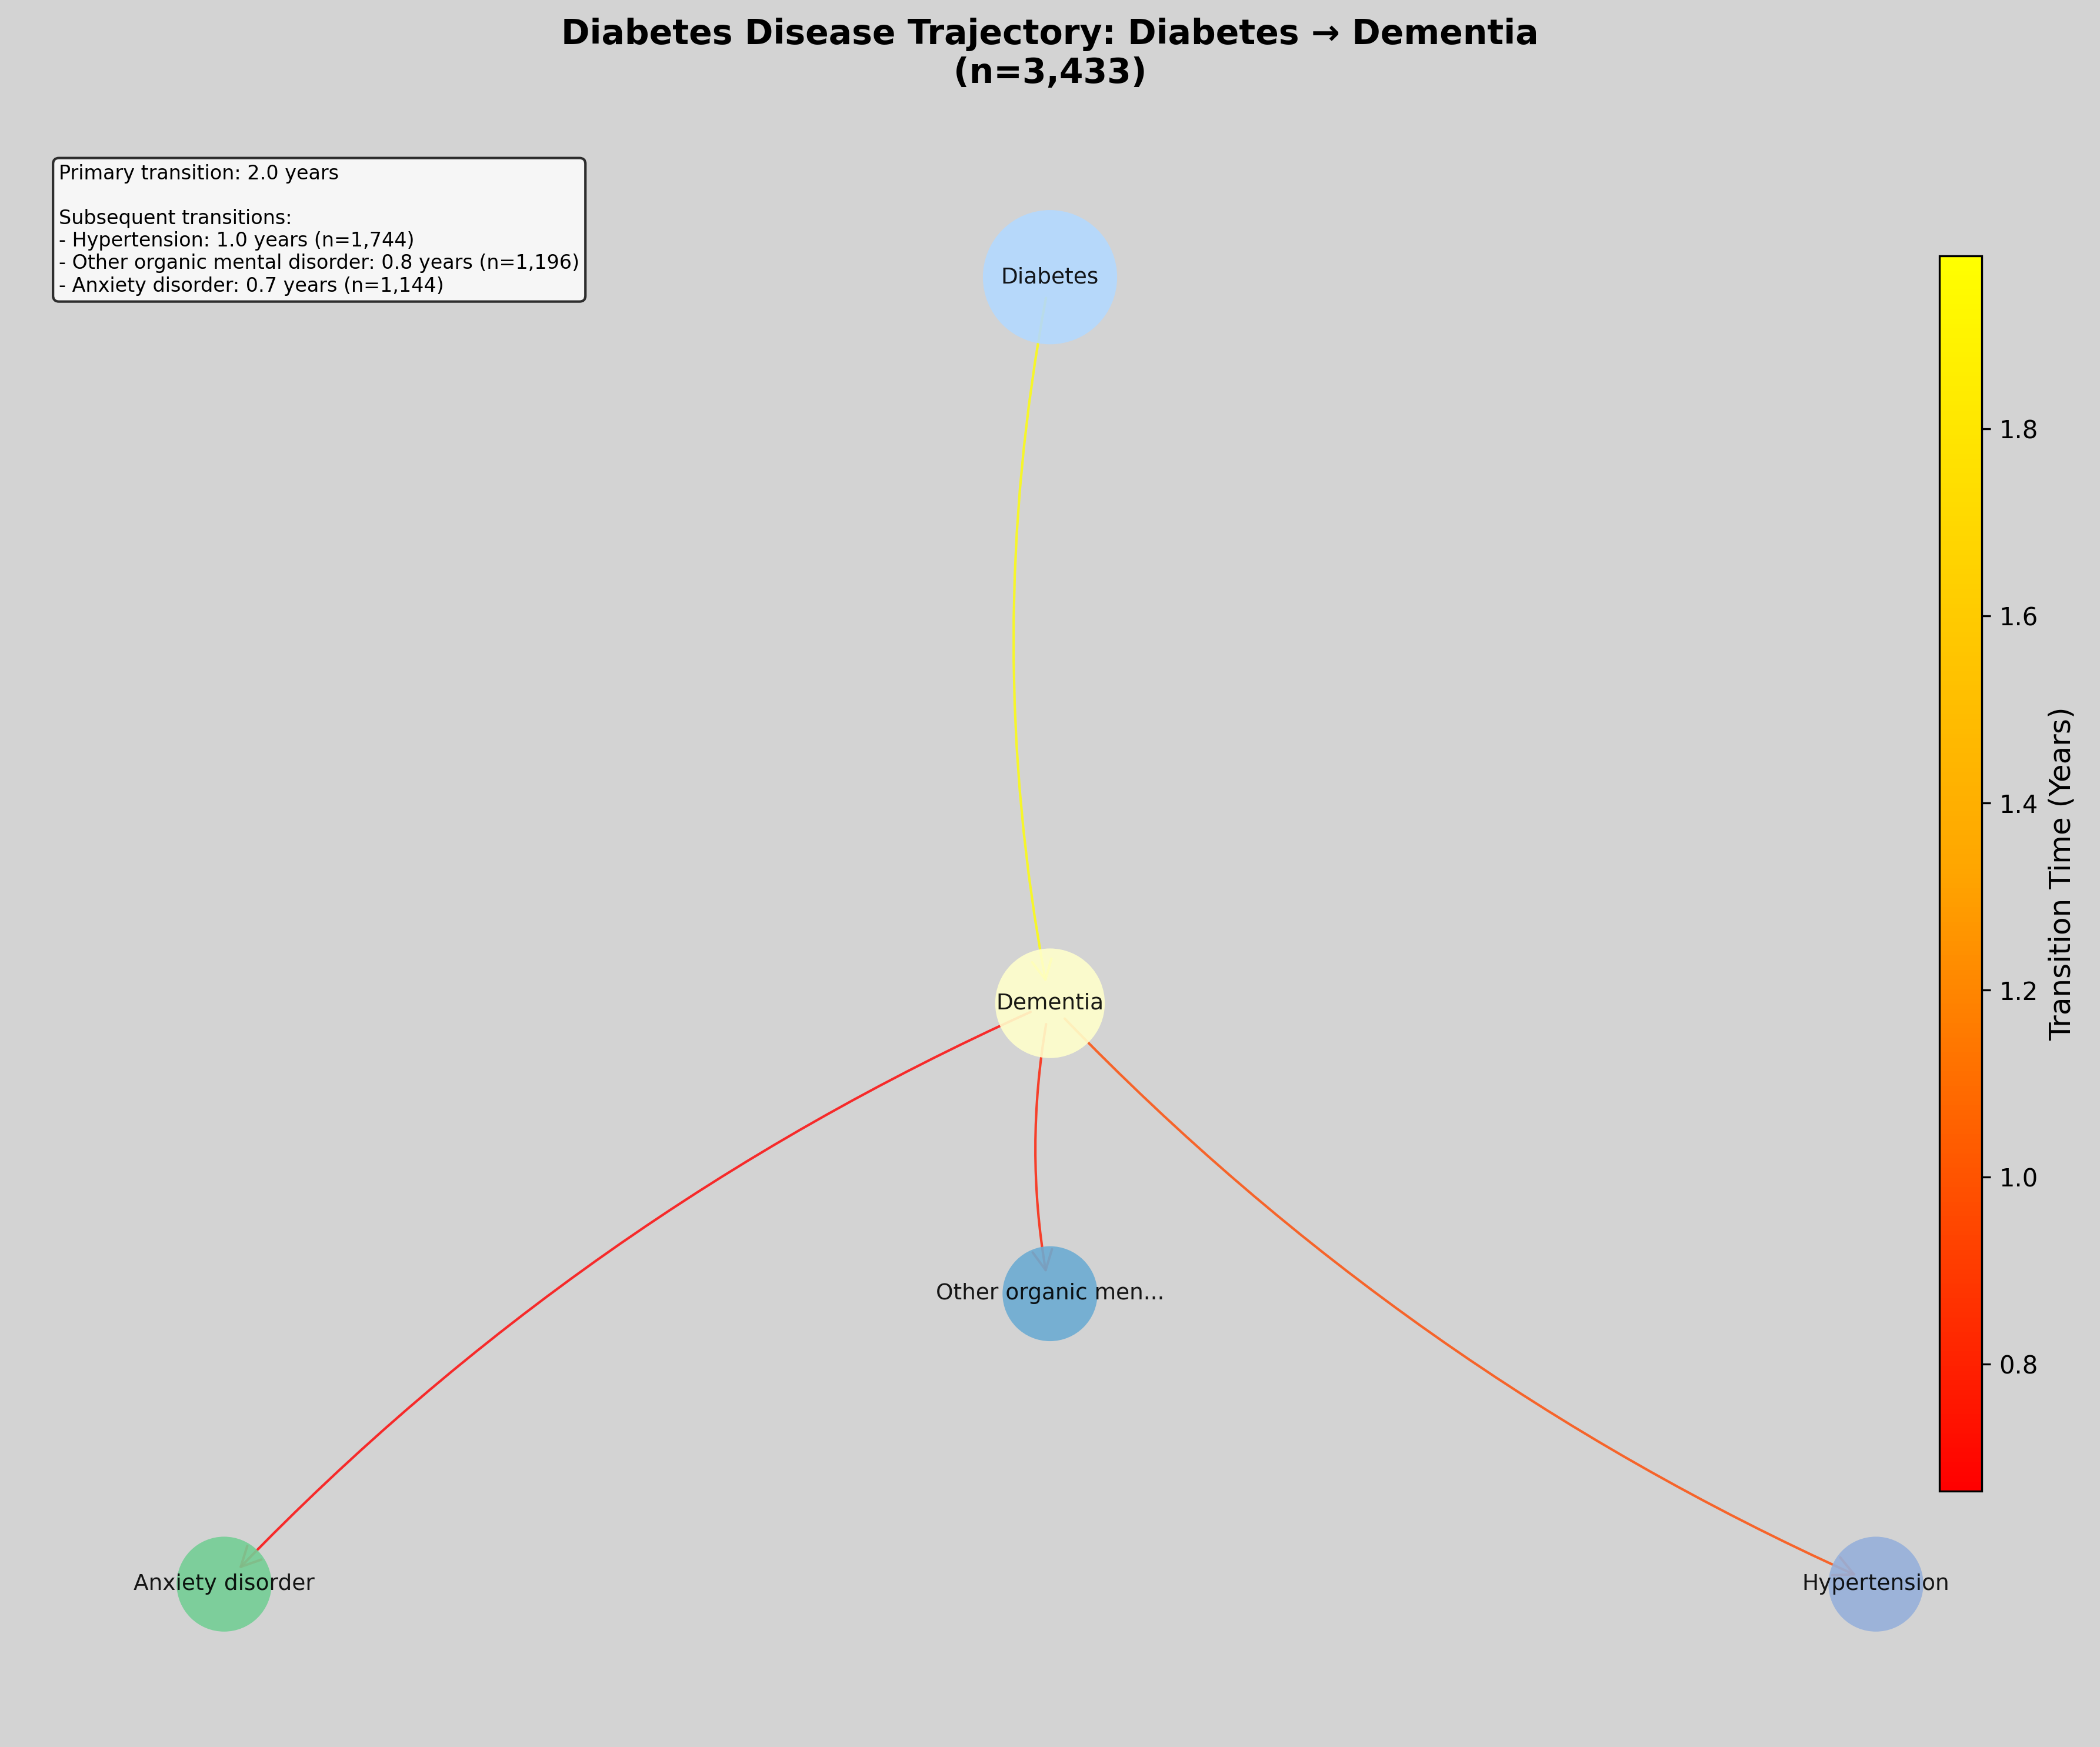 Diabetes Disease Trajectory: Diabetes → Dementia
(n=3,433)
Primary transition: 2.0 years
Subsequent transitions:
- Hypertension: 1.0 years (n=1,744)
- Other organic mental disorder: 0.8 years (n=1,196)
- Anxiety disorder: 0.7 years (n=1,144)
Diabetes
Dementia
Other organic men...
Anxiety disorder
Hypertension
1.8
1.6
1.4
1.2
1.0
0.8
Transition Time (Years)